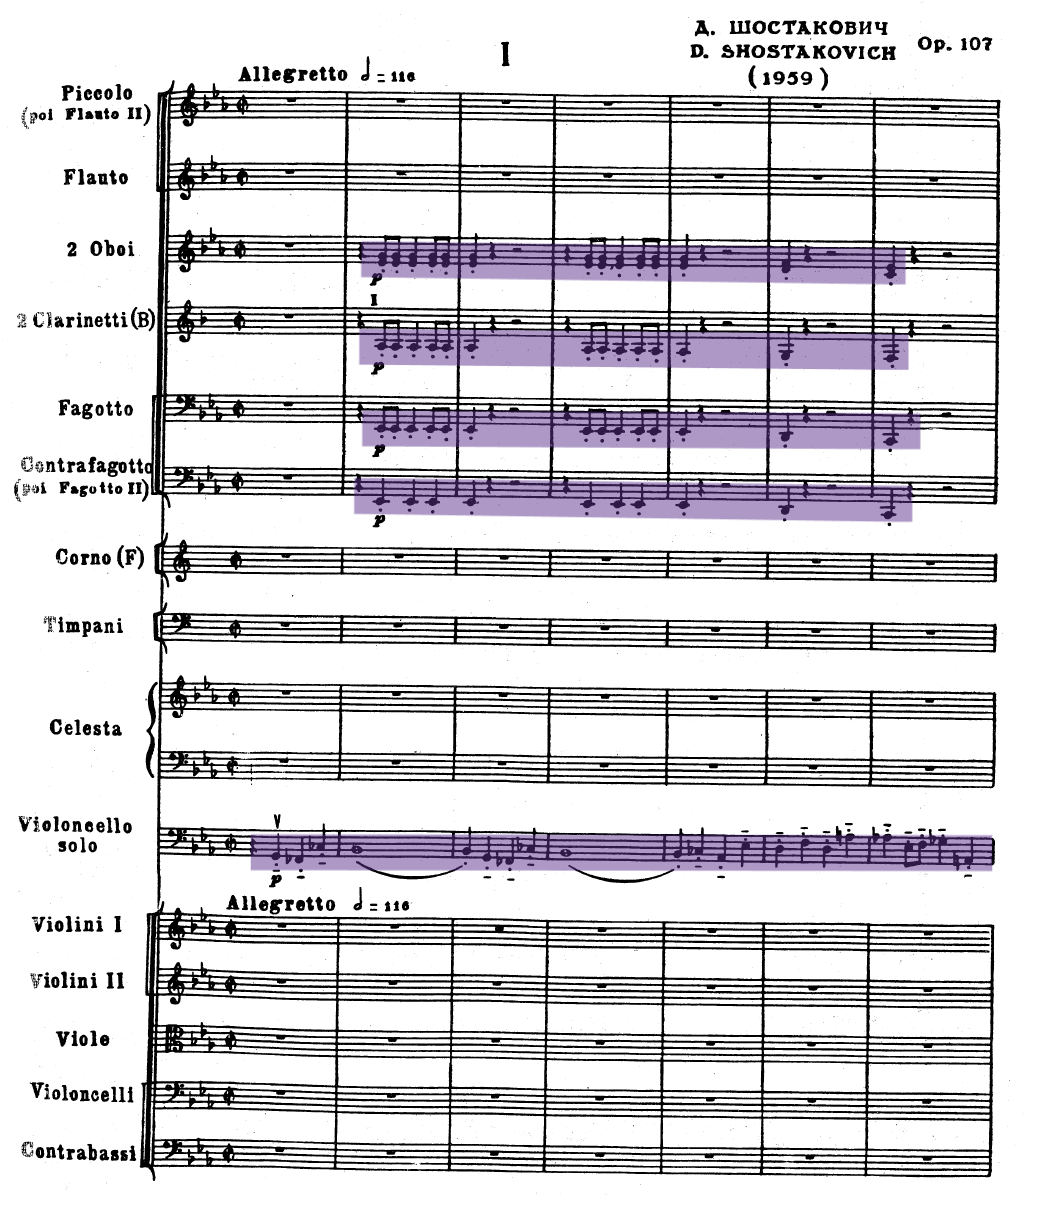 Д. ШОСТАКОВИЧ
D. SHOSTAKOVICH
(1959)
Op. 107
I
Allegretto 𝅗𝅥 = 116
Piccolo
(poi Flauto II)
Flauto
2 Oboi
p
I
2 Clarinetti (B)
p
Fagotto
p
Contrafagotto
(poi Fagotto II)
p
Corno (F)
Timpani
Celesta
Violoncello
solo
p
Allegretto 𝅗𝅥 = 116
Violini I
Violini II
Viole
Violoncelli
Contrabassi